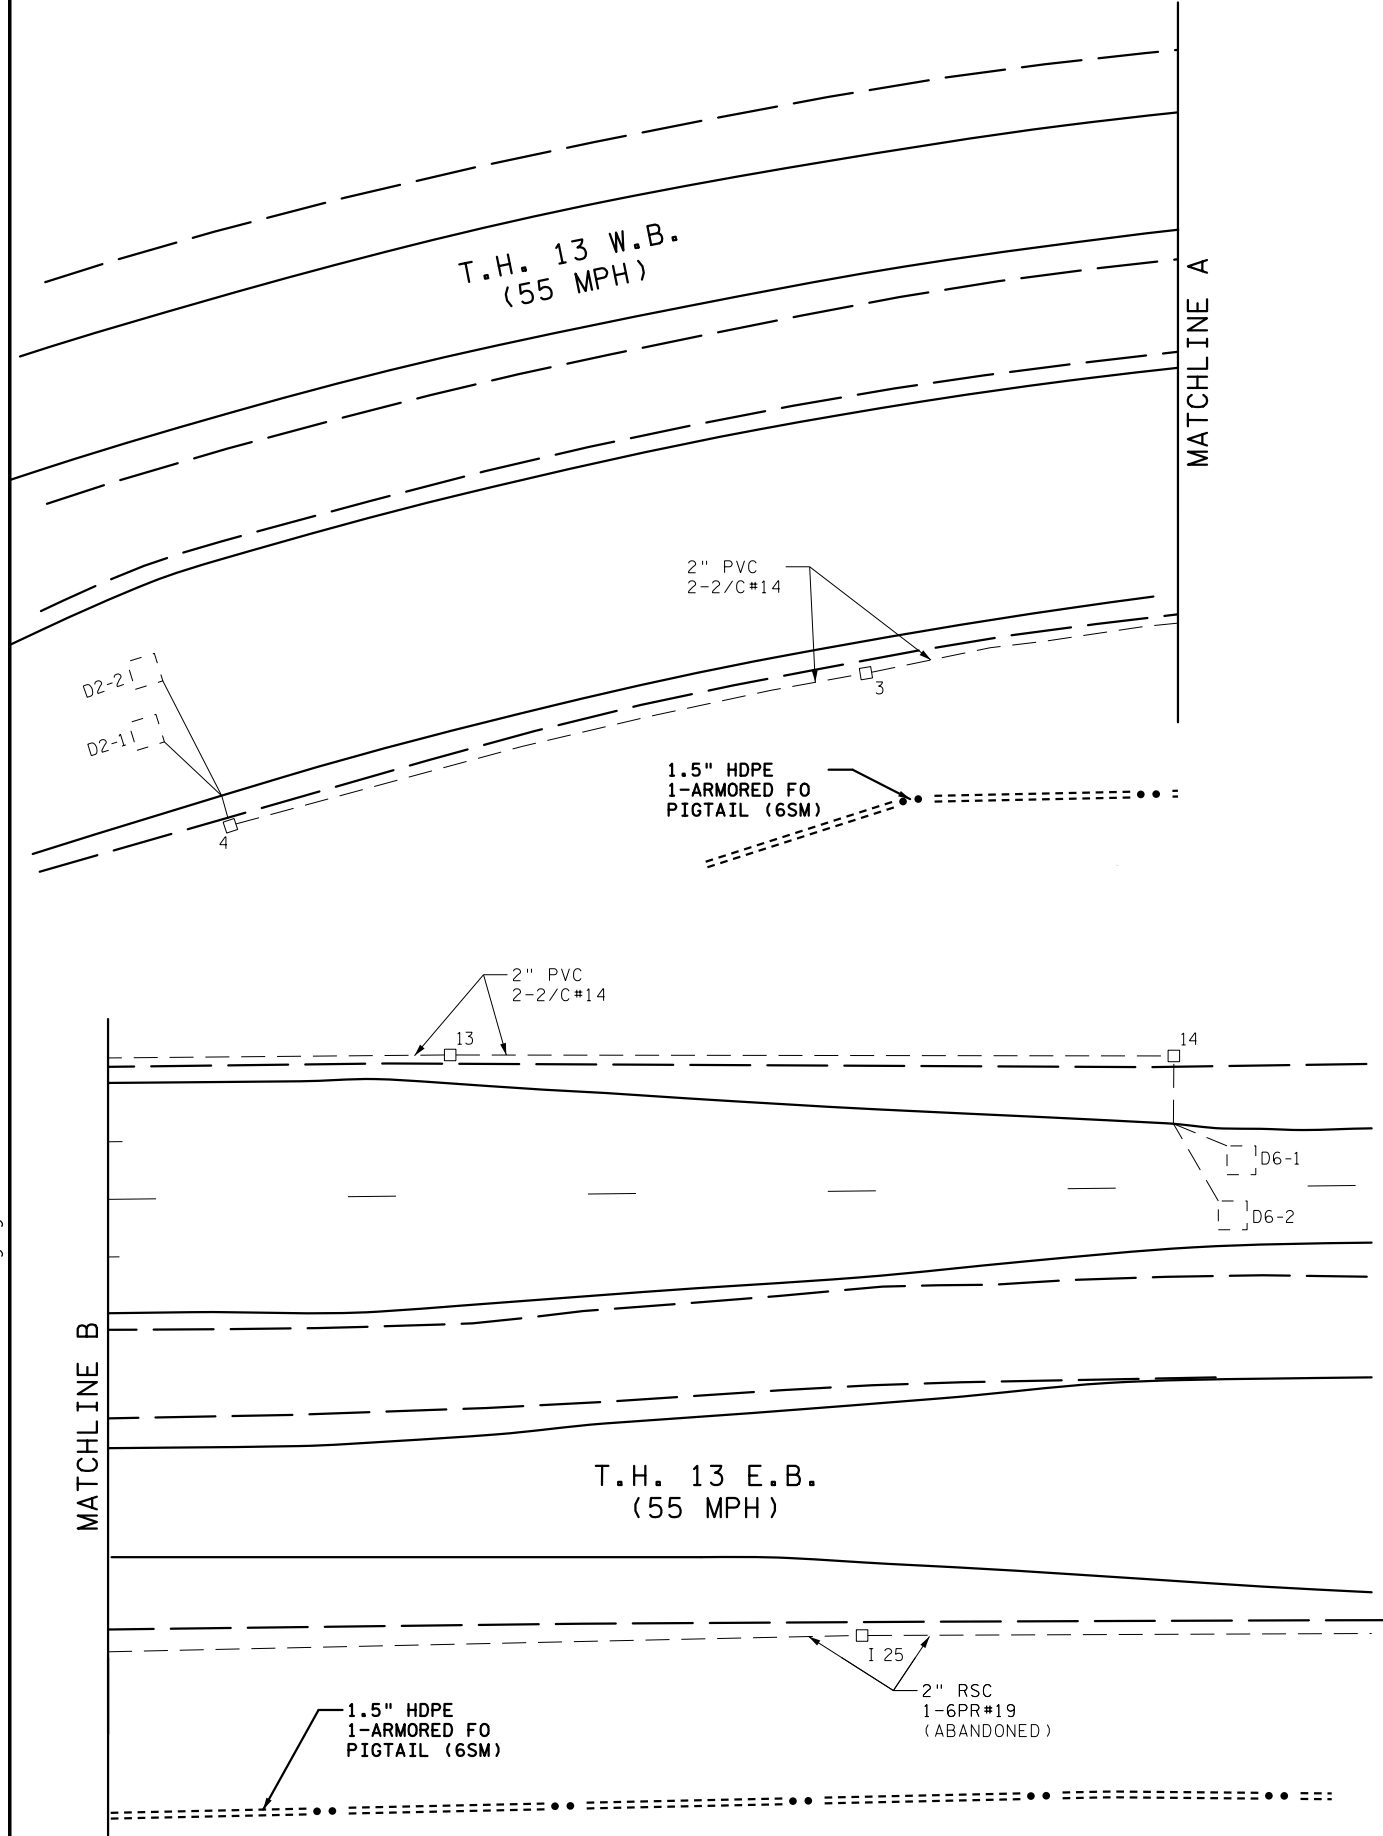 T.H. 13 W.B.
(55 MPH)
MATCHLINE A
2" PVC
2-2/C#14
3
D2-2
D2-1
4
1.5" HDPE
1-ARMORED FO
PIGTAIL (6SM)
2" PVC
2-2/C#14
13
14
D6-1
D6-2
MATCHLINE B
T.H. 13 E.B.
(55 MPH)
I 25
2" RSC
1-6PR#19
(ABANDONED)
1.5" HDPE
1-ARMORED FO
PIGTAIL (6SM)